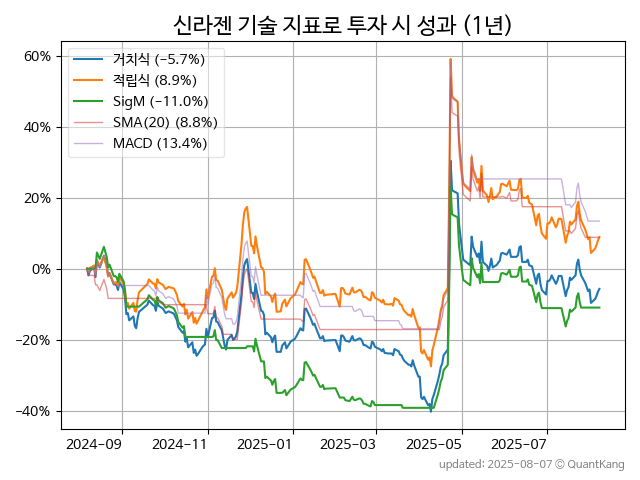 신라젠 기술 지표로 투자 시 성과 (1년)
60%
40%
20%
0%
−20%
−40%
거치식 (−5.7%)
적립식 (8.9%)
SigM (−11.0%)
SMA(20) (8.8%)
MACD (13.4%)
2024-09
2024-11
2025-01
2025-03
2025-05
2025-07
updated: 2025-08-07 © QuantKang